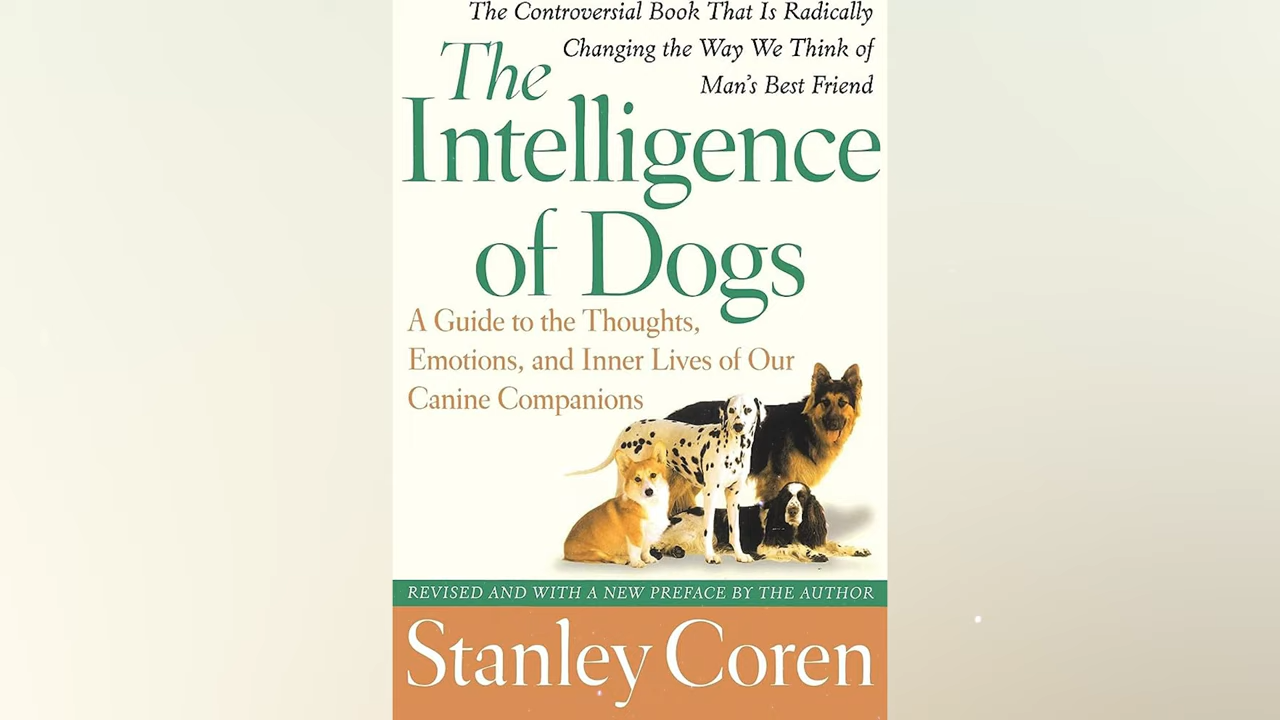 The Controversial Book That Is Radically
Changing the Way We Think of
Man's Best Friend
The
Intelligence
of Dogs
A Guide to the Thoughts,
Emotions, and Inner Lives of Our
Canine Companions
REVISED AND WITH A NEW PREFACE BY THE AUTHOR
Stanley Coren